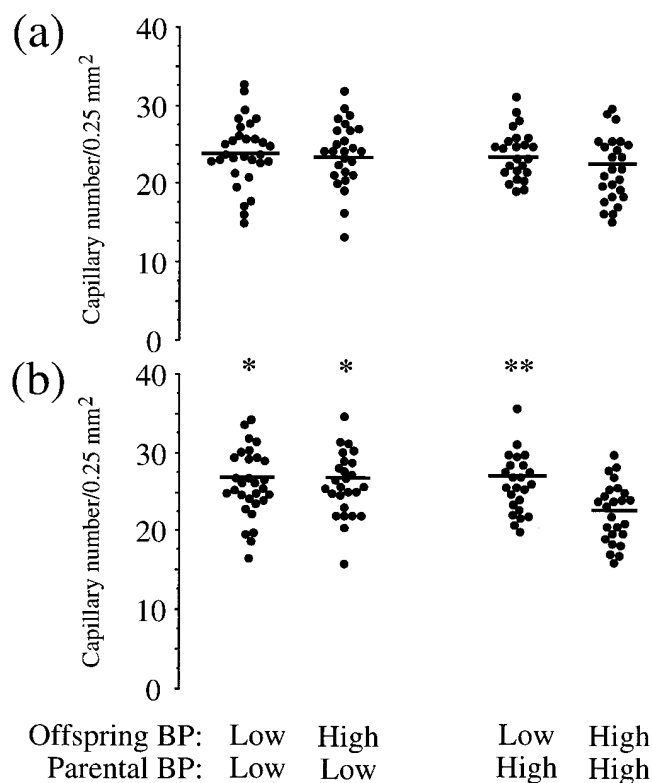 (a)
Capillary number/0.25 mm²
40
30
20
10
0
(b)
* * **
Capillary number/0.25 mm²
40
30
20
10
0
Offspring BP: Low High Low High
Parental BP: Low Low High High